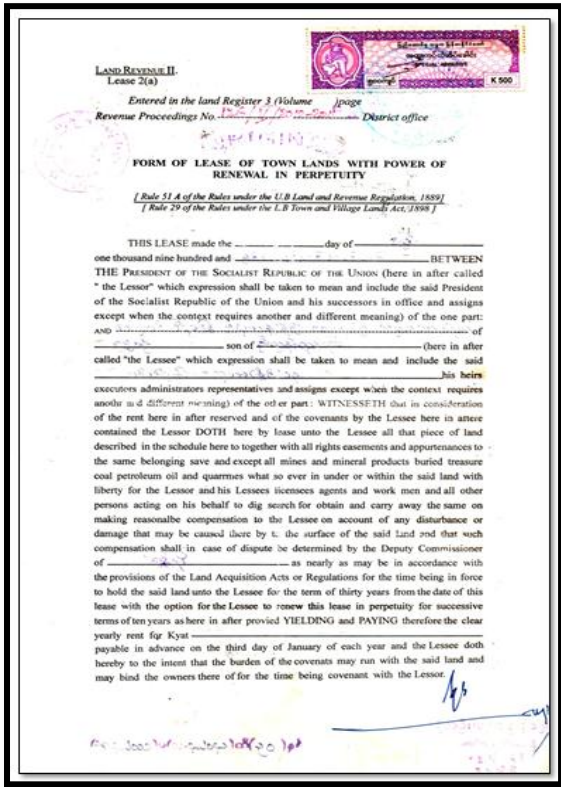 LAND REVENUE II.
Lease 2(a)
K 500
Entered in the land Register 3 (Volume )page
Revenue Proceedings No. District office
FORM OF LEASE OF TOWN LANDS WITH POWER OF
RENEWAL IN PERPETUITY
[ Rule 51 A of the Rules under the U.B Land and Revenue Regulation, 1889]
[ Rule 29 of the Rules under the L.B Town and Village Lands Act, 1898 ]
THIS LEASE made the day of
one thousand nine hundred and BETWEEN
THE PRESIDENT OF THE SOCIALIST REPUBLIC OF THE UNION (here in after called
" the Lessor" which expression shall be taken to mean and include the said President
of the Socialist Republic of the Union and his successors in office and assigns
except when the context requires another and different meaning) of the one part:
AND of
son of (here in after
called "the Lessee" which expression shall be taken to mean and include the said
his heirs
executors administrators representatives and assigns except when the context requires
and different meaning) of the other part: WITNESSETH that in consideration
of the rent here in after reserved and of the covenants by the Lessee here in
contained the Lessor DOTH here by lease unto the Lessee all that piece of land
described in the schedule here to together with all rights easements and appurtenances to
the same belonging save and except all mines and mineral products buried treasure
coal petroleum oil and quarrmes what so ever in under or within the said land with
liberty for the Lessor and his Lessees licensees agents and work men and all other
persons acting on his behalf to dig search for obtain and carry away the same on
making reasonalbe compensation to the Lessee on account of any disturbance or
damage that may be caused there by the surface of the said land and that such
compensation shall in case of dispute be determined by the Deputy Commissioner
of as nearly as may be in accordance with
the provisions of the Land Acquisition Acts or Regulations for the time being in force
to hold the said land unto the Lessee for the term of thirty years from the date of this
lease with the option for the Lessee to renew this lease in perpetuity for successive
terms of ten years as here in after provied YIELDING and PAYING therefore the clear
yearly rent for Kyat
payable in advance on the third day of January of each year and the Lessee doth
hereby to the intent that the burden of the covenats may run with the said land and
may bind the owners there of for the time being covenant with the Lessor.